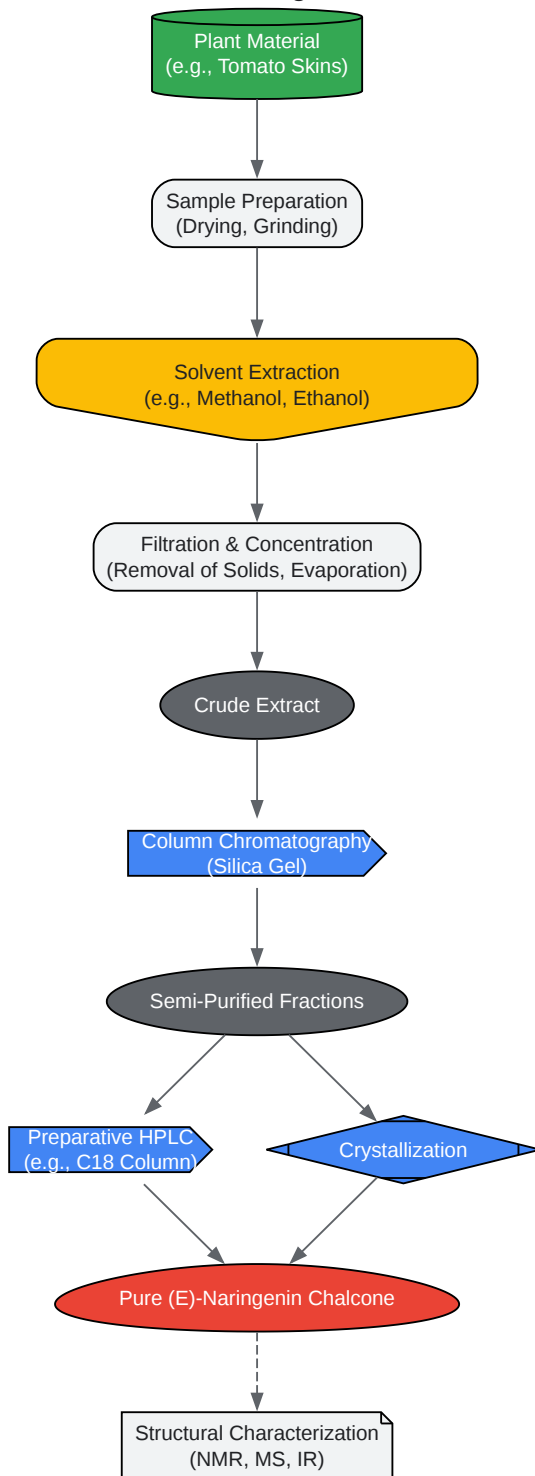 Plant Material
(e.g., Tomato Skins)
Sample Preparation
(Drying, Grinding)
Solvent Extraction
(e.g., Methanol, Ethanol)
Filtration & Concentration
(Removal of Solids, Evaporation)
Crude Extract
Column Chromatography
(Silica Gel)
Semi-Purified Fractions
Preparative HPLC
(e.g., C18 Column)
Crystallization
Pure (E)-Naringenin Chalcone
Structural Characterization
(NMR, MS, IR)